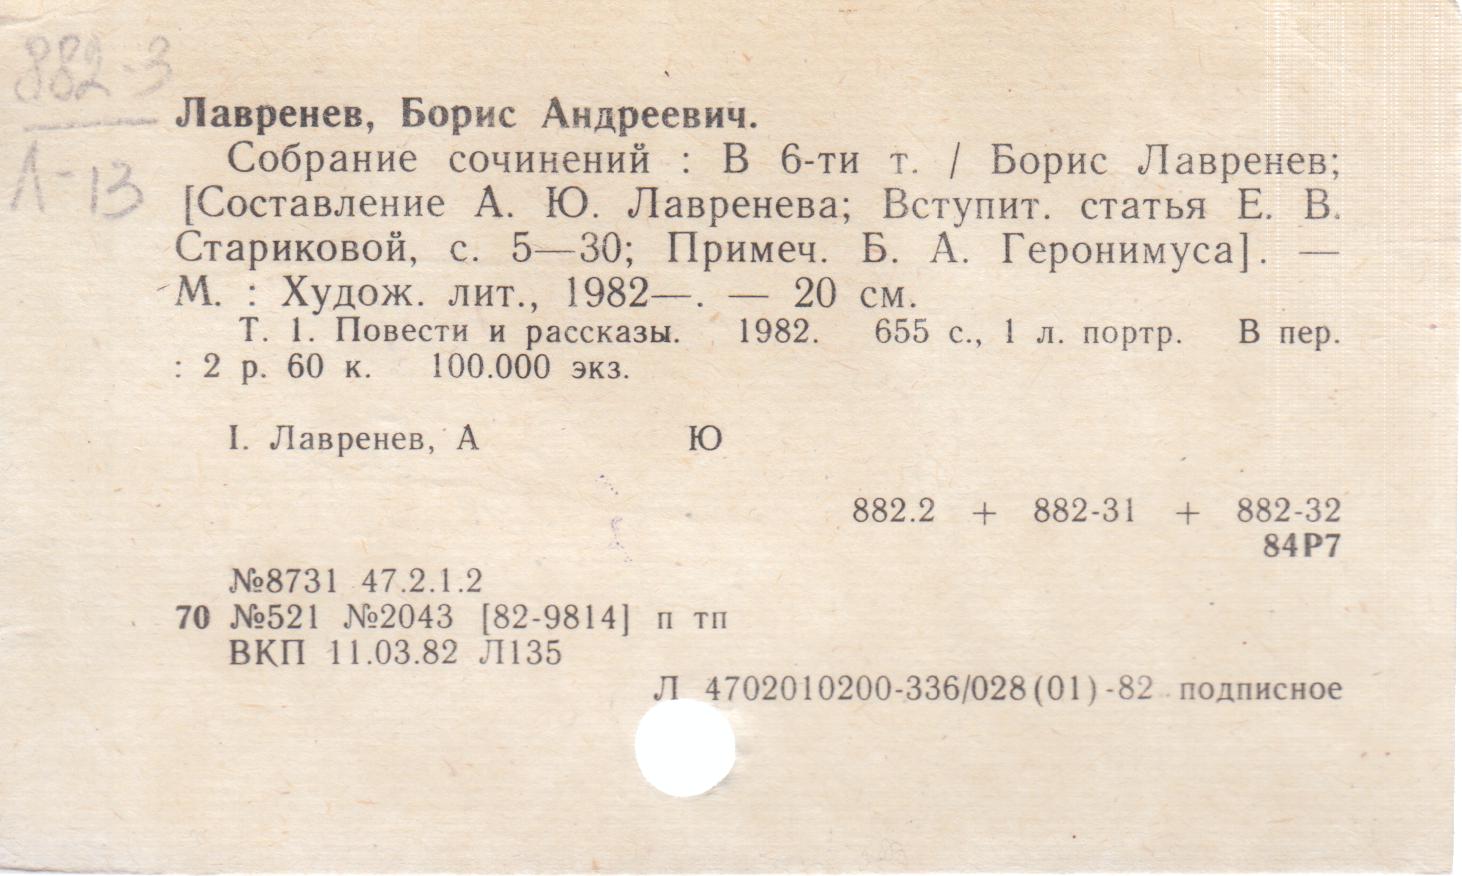 882-3
Л-13
Лавренев, Борис Андреевич.
Собрание сочинений : В 6-ти т. / Борис Лавренев;
[Составление А. Ю. Лавренева; Вступит. статья Е. В.
Стариковой, с. 5—30; Примеч. Б. А. Геронимуса]. —
М. : Худож. лит., 1982—. — 20 см.
Т. 1. Повести и рассказы. 1982. 655 с., 1 л. портр. В пер.
: 2 р. 60 к. 100.000 экз.
I. Лавренев, А Ю
882.2 + 882-31 + 882-32
84Р7
№8731 47.2.1.2
70 №521 №2043 [82-9814] п тп
ВКП 11.03.82 Л135
Л 4702010200-336/028(01)-82 подписное